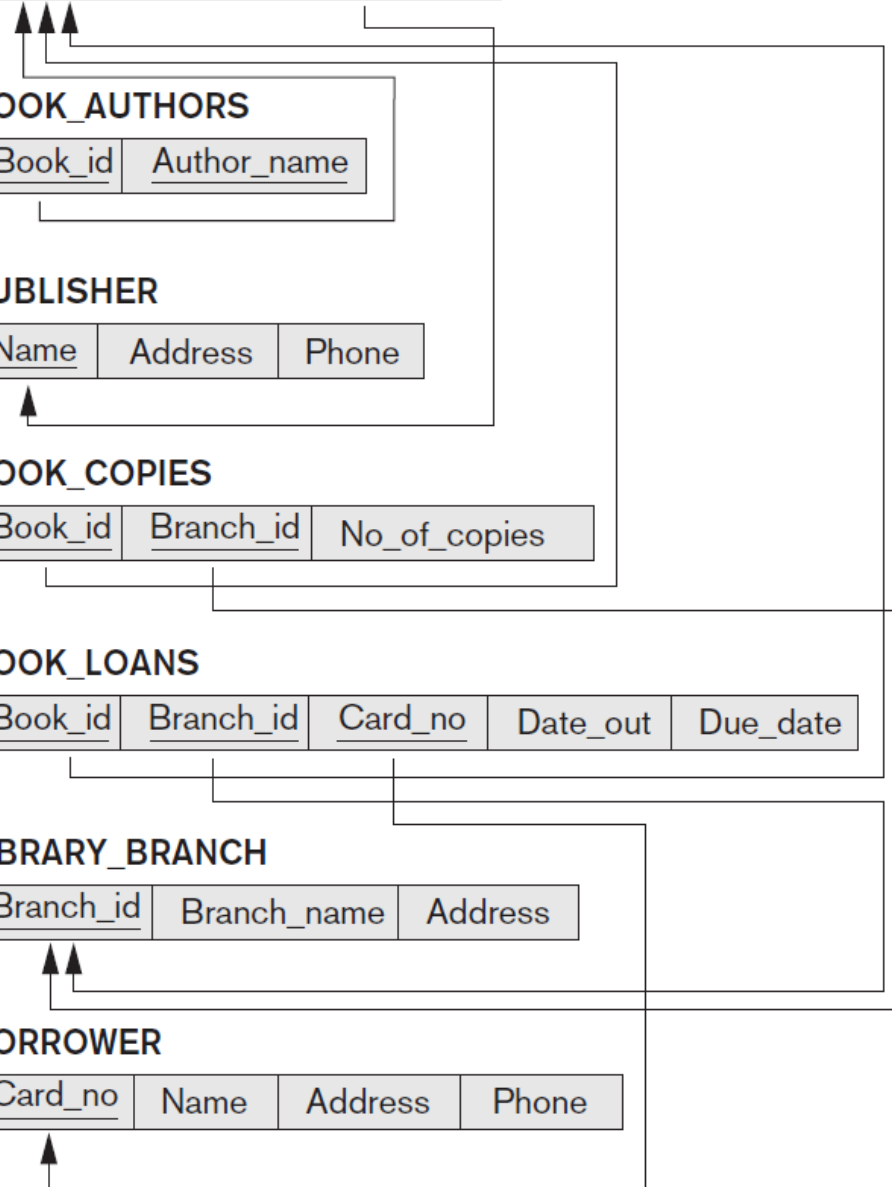 OOK_AUTHORS
Book_id Author_name
UBLISHER
Name Address Phone
OOK_COPIES
Book_id Branch_id No_of_copies
OOK_LOANS
Book_id Branch_id Card_no Date_out Due_date
BRARY_BRANCH
Branch_id Branch_name Address
ORROWER
Card_no Name Address Phone